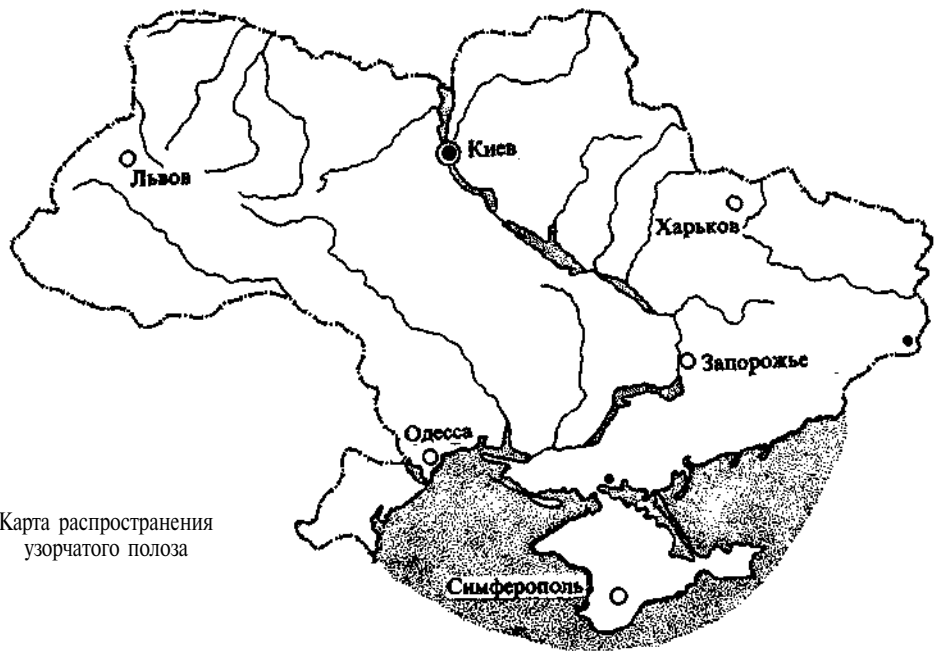 Киев
Львов
Харьков
Запорожье
Одесса
Карта распространения
узорчатого полоза
Симферополь